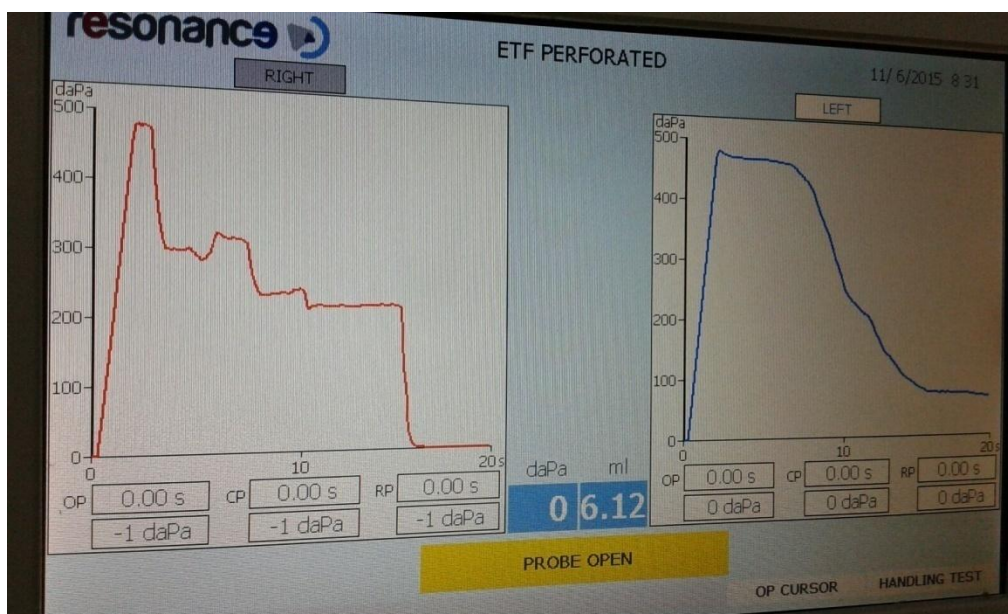 resonance
ETF PERFORATED
11/ 6/2015 8 31
RIGHT
daPa
500
400
300
200
100
0
0
10
20 s
OP
0.00 s
CP
0.00 s
RP
0.00 s
-1 daPa
-1 daPa
-1 daPa
daPa ml
0 6.12
LEFT
daPa
500
400
300
200
100
0
10
20 s
OP
0.00 s
CP
0.00 s
RP
0.00 s
0 daPa
0 daPa
0 daPa
PROBE OPEN
OP CURSOR
HANDLING TEST